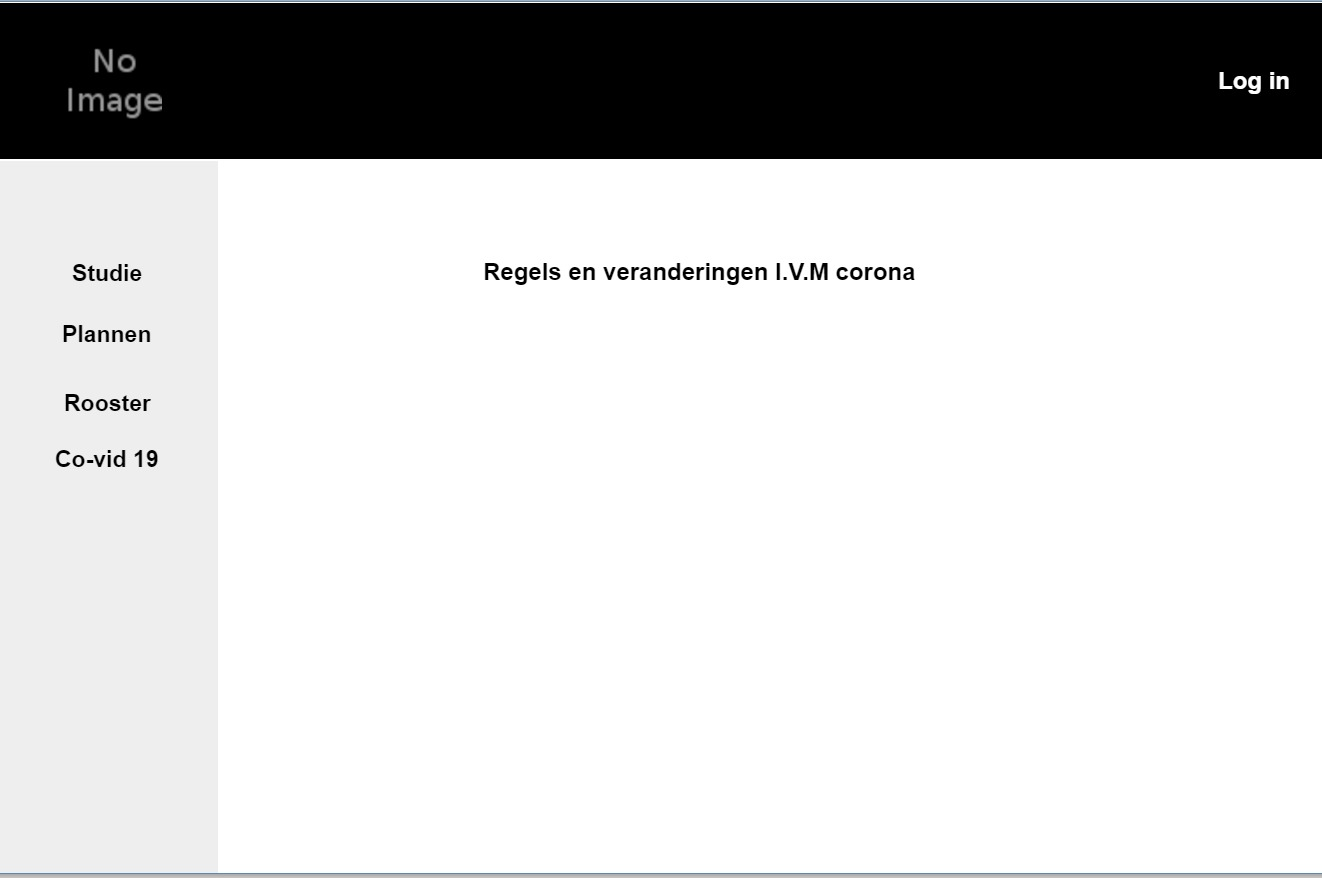 No
Image
Log in
Studie
Regels en veranderingen I.V.M corona
Plannen
Rooster
Co-vid 19